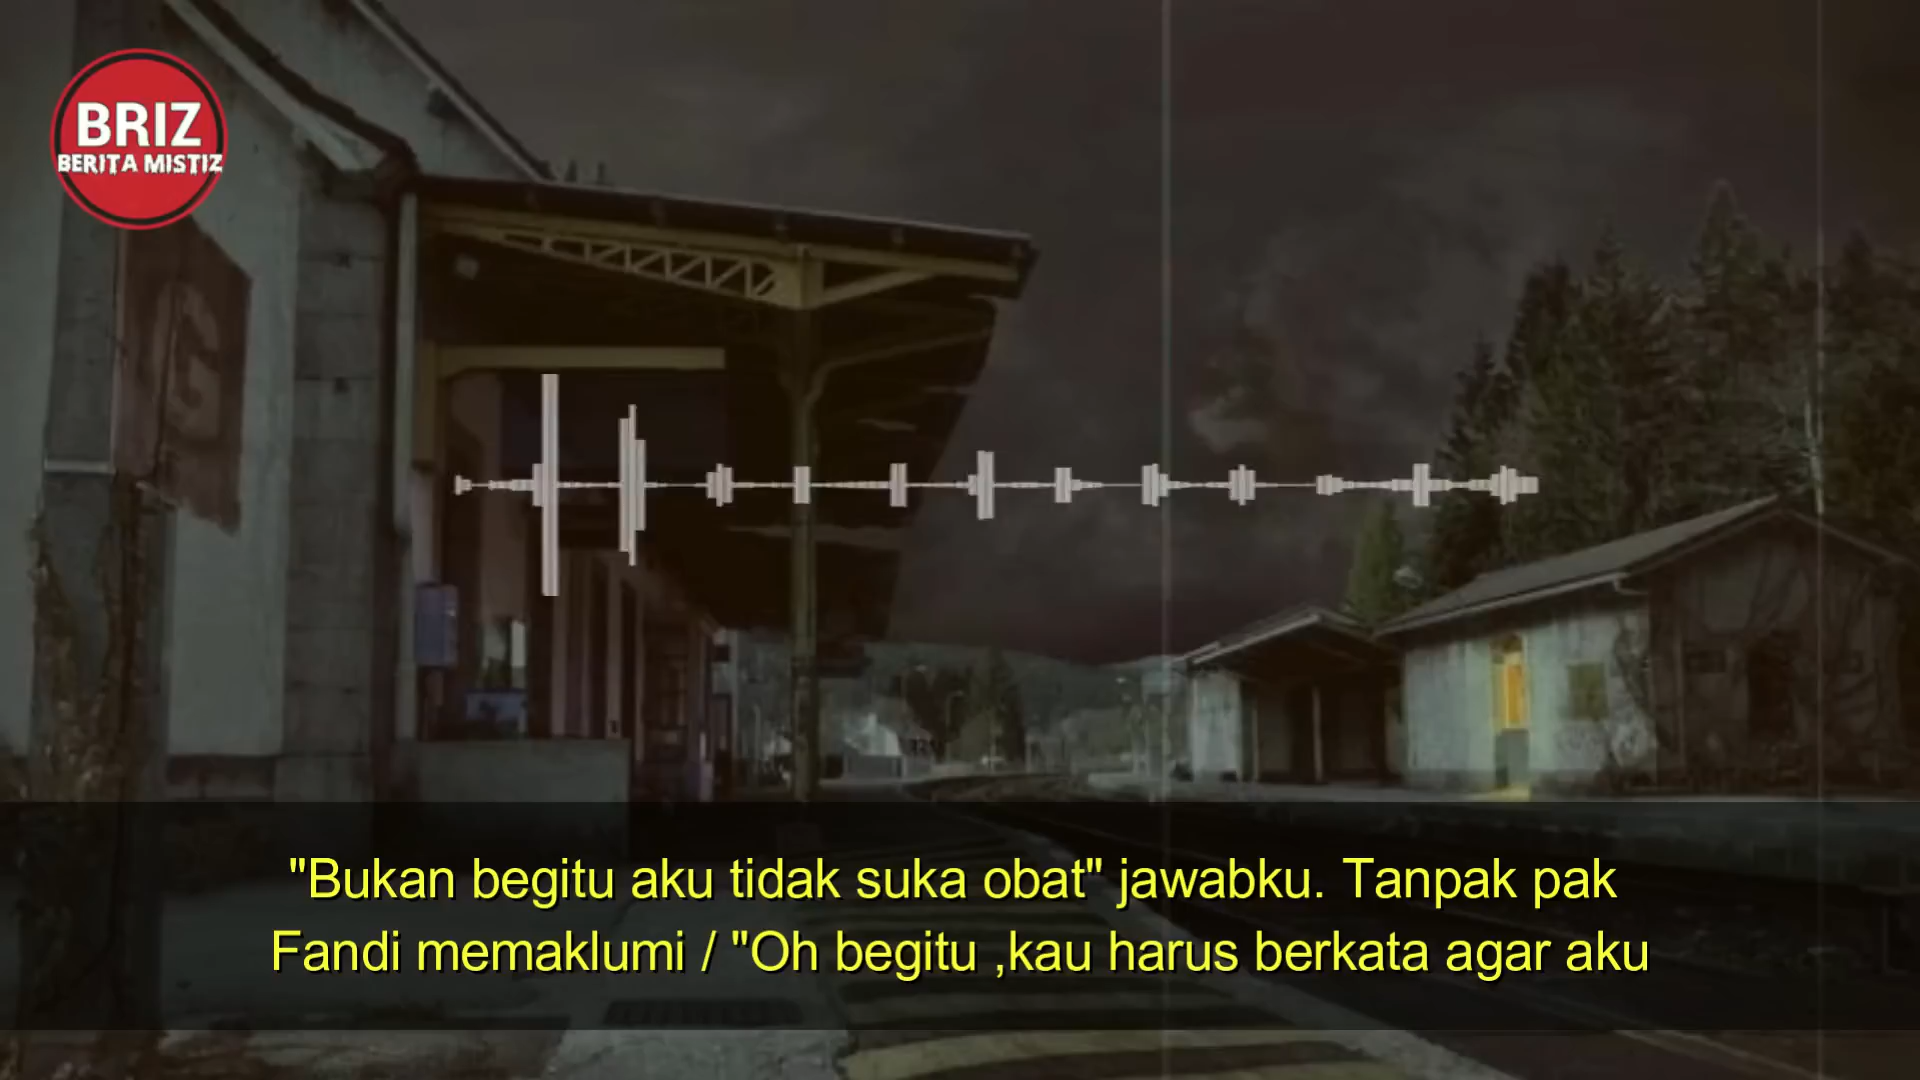 BRIZ
BERITA MISTIZ
G
"Bukan begitu aku tidak suka obat" jawabku. Tanpak pak
Fandi memaklumi / "Oh begitu ,kau harus berkata agar aku